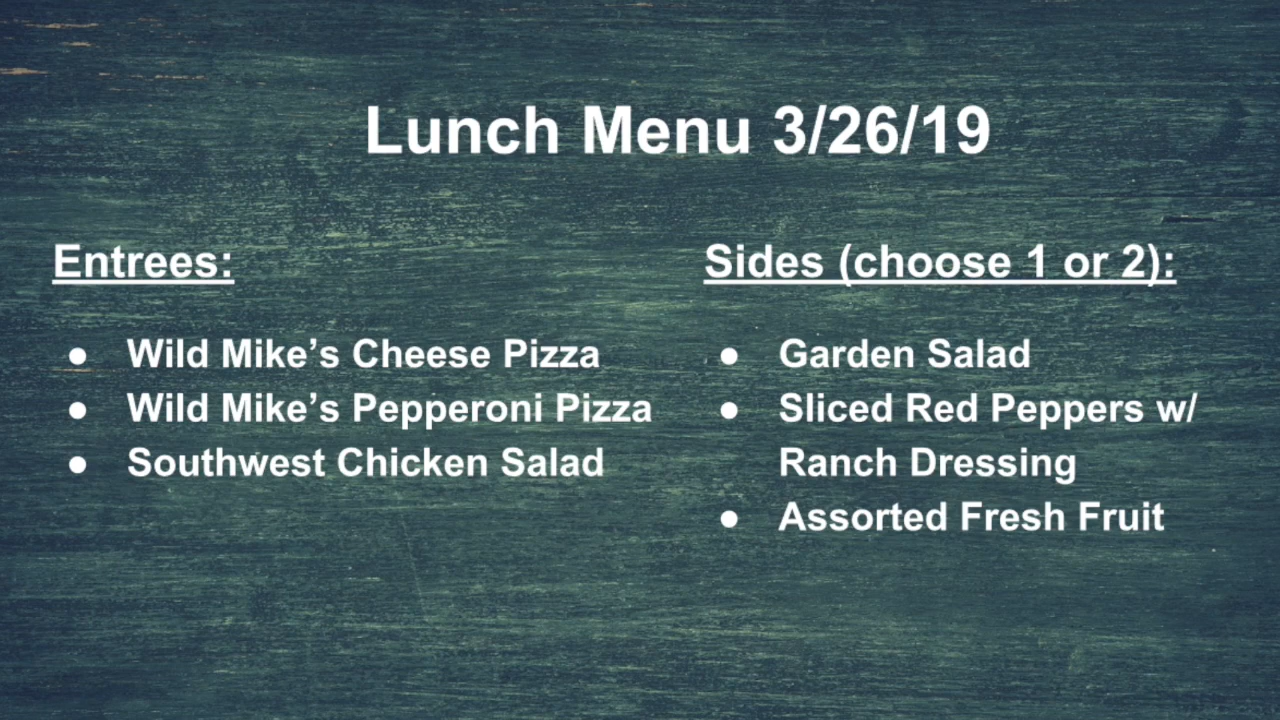 Lunch Menu 3/26/19
Entrees:
● Wild Mike’s Cheese Pizza
● Wild Mike’s Pepperoni Pizza
● Southwest Chicken Salad
Sides (choose 1 or 2):
● Garden Salad
● Sliced Red Peppers w/
Ranch Dressing
● Assorted Fresh Fruit